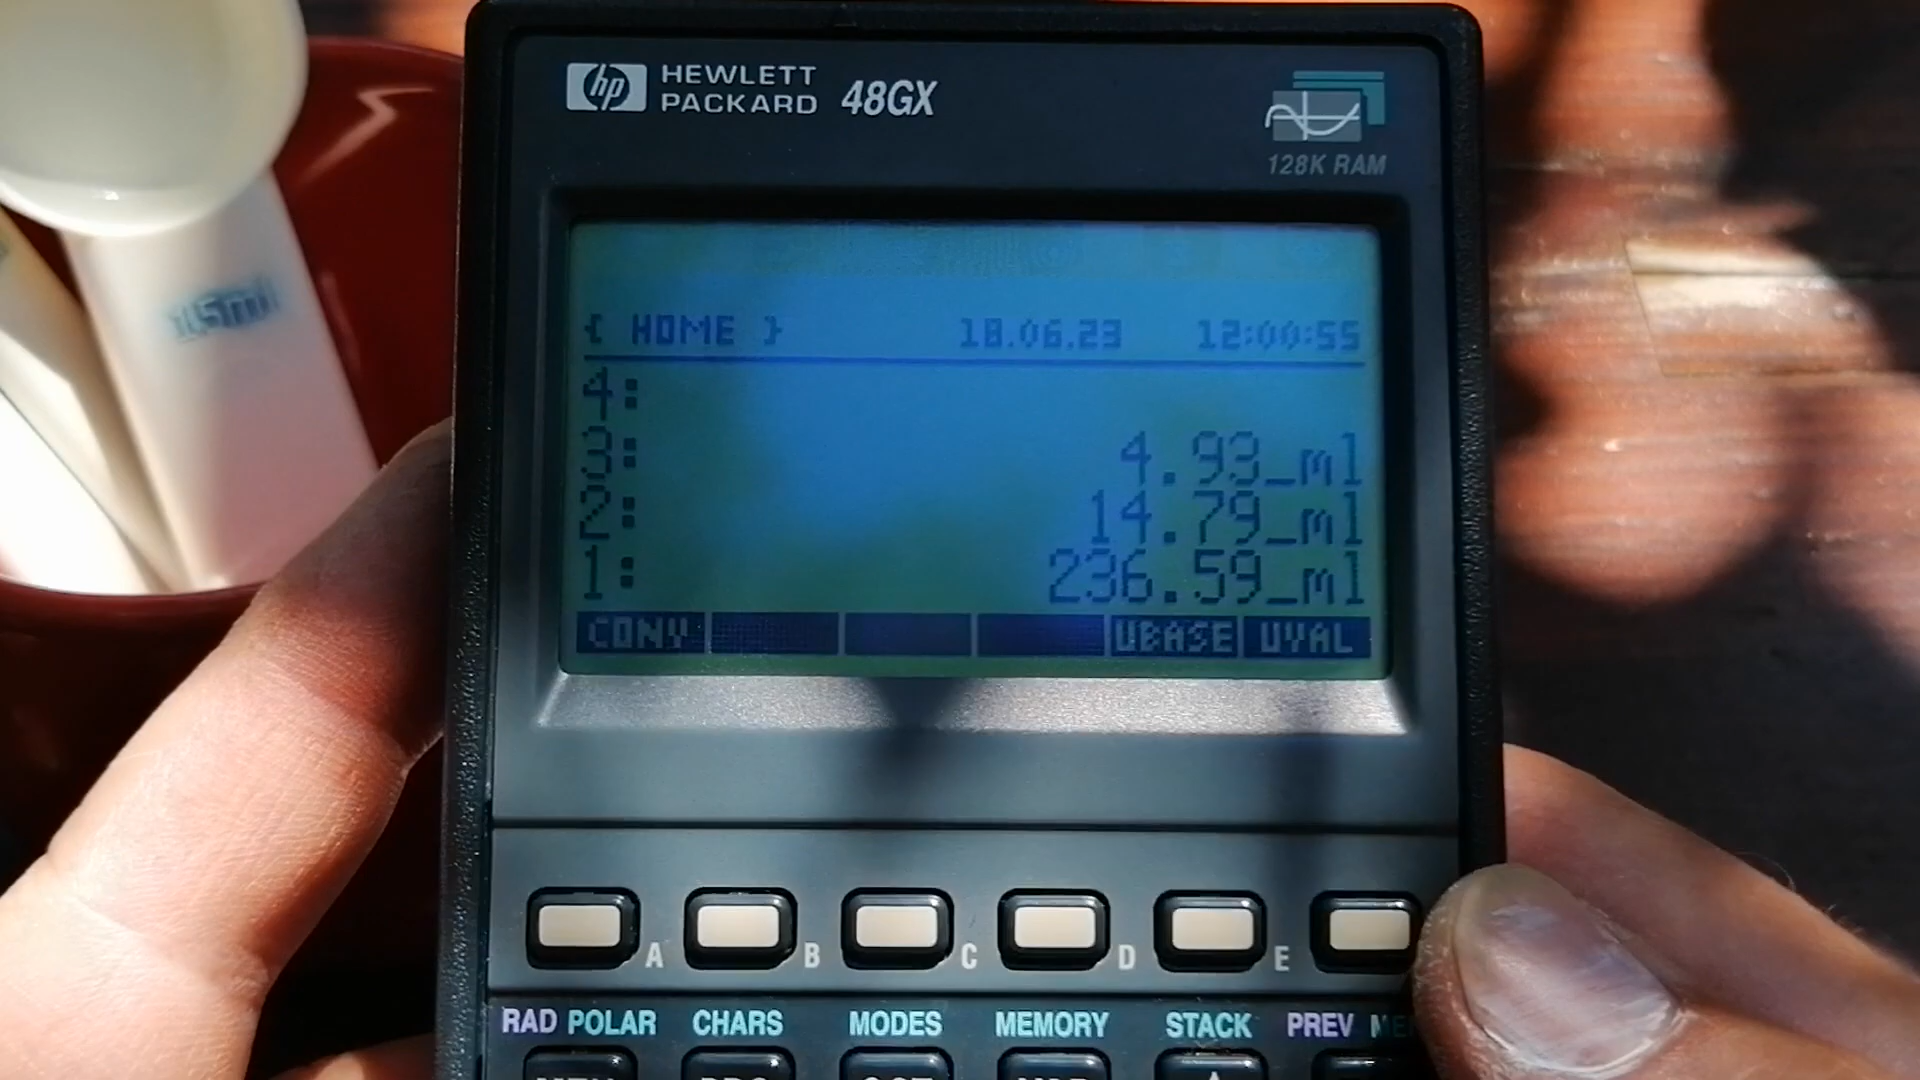 hp HEWLETT PACKARD 48GX
128K RAM
{ HOME } 18.06.23 12:00:55
4:
3: 4.93_ml
2: 14.79_ml
1: 236.59_ml
CONV UBASE UVAL
A B C D E
RAD POLAR CHARS MODES MEMORY STACK PREV